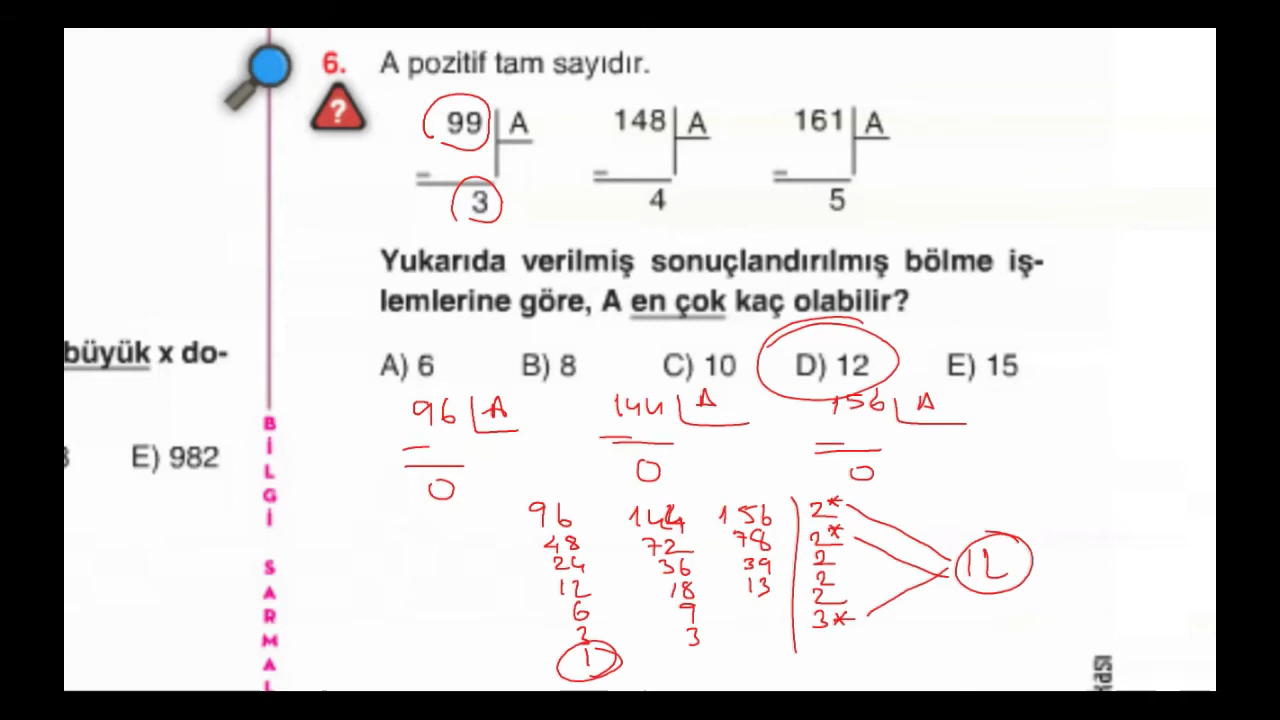 6. A pozitif tam sayıdır.
?
99 A 148 A 161 A
3 4 5
Yukarıda verilmiş sonuçlandırılmış bölme iş-
lemlerine göre, A en çok kaç olabilir?
A) 6 B) 8 C) 10 D) 12 E) 15
büyük x do-
E) 982
BİLGİ SARMAL
96 A 144 A 156 A
0 0 0
96 144 156 2*
48 72 78 2*
24 36 39 2
12 18 13 2
6 9 2
3 3 3*
1
12
kası